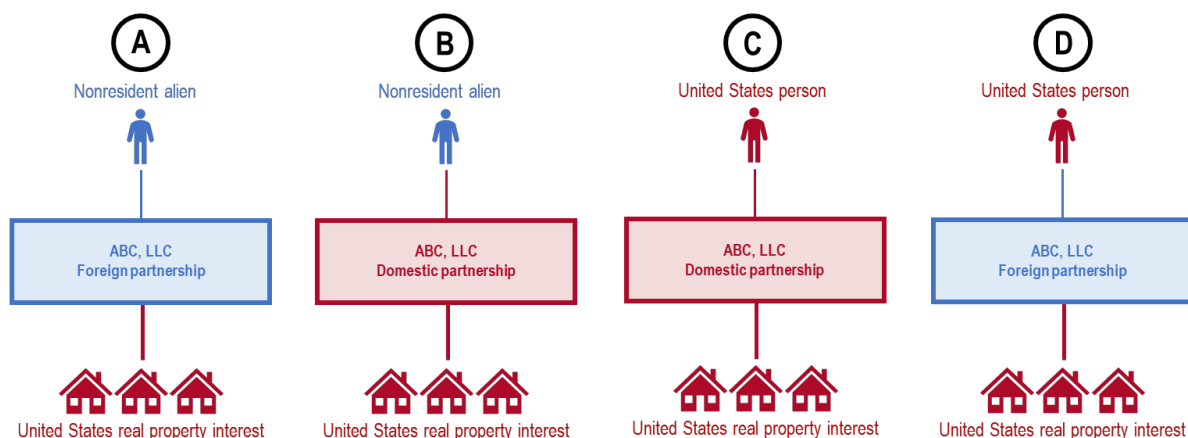 A
Nonresident alien
ABC, LLC
Foreign partnership
United States real property interest
B
Nonresident alien
ABC, LLC
Domestic partnership
United States real property interest
C
United States person
ABC, LLC
Domestic partnership
United States real property interest
D
United States person
ABC, LLC
Foreign partnership
United States real property interest